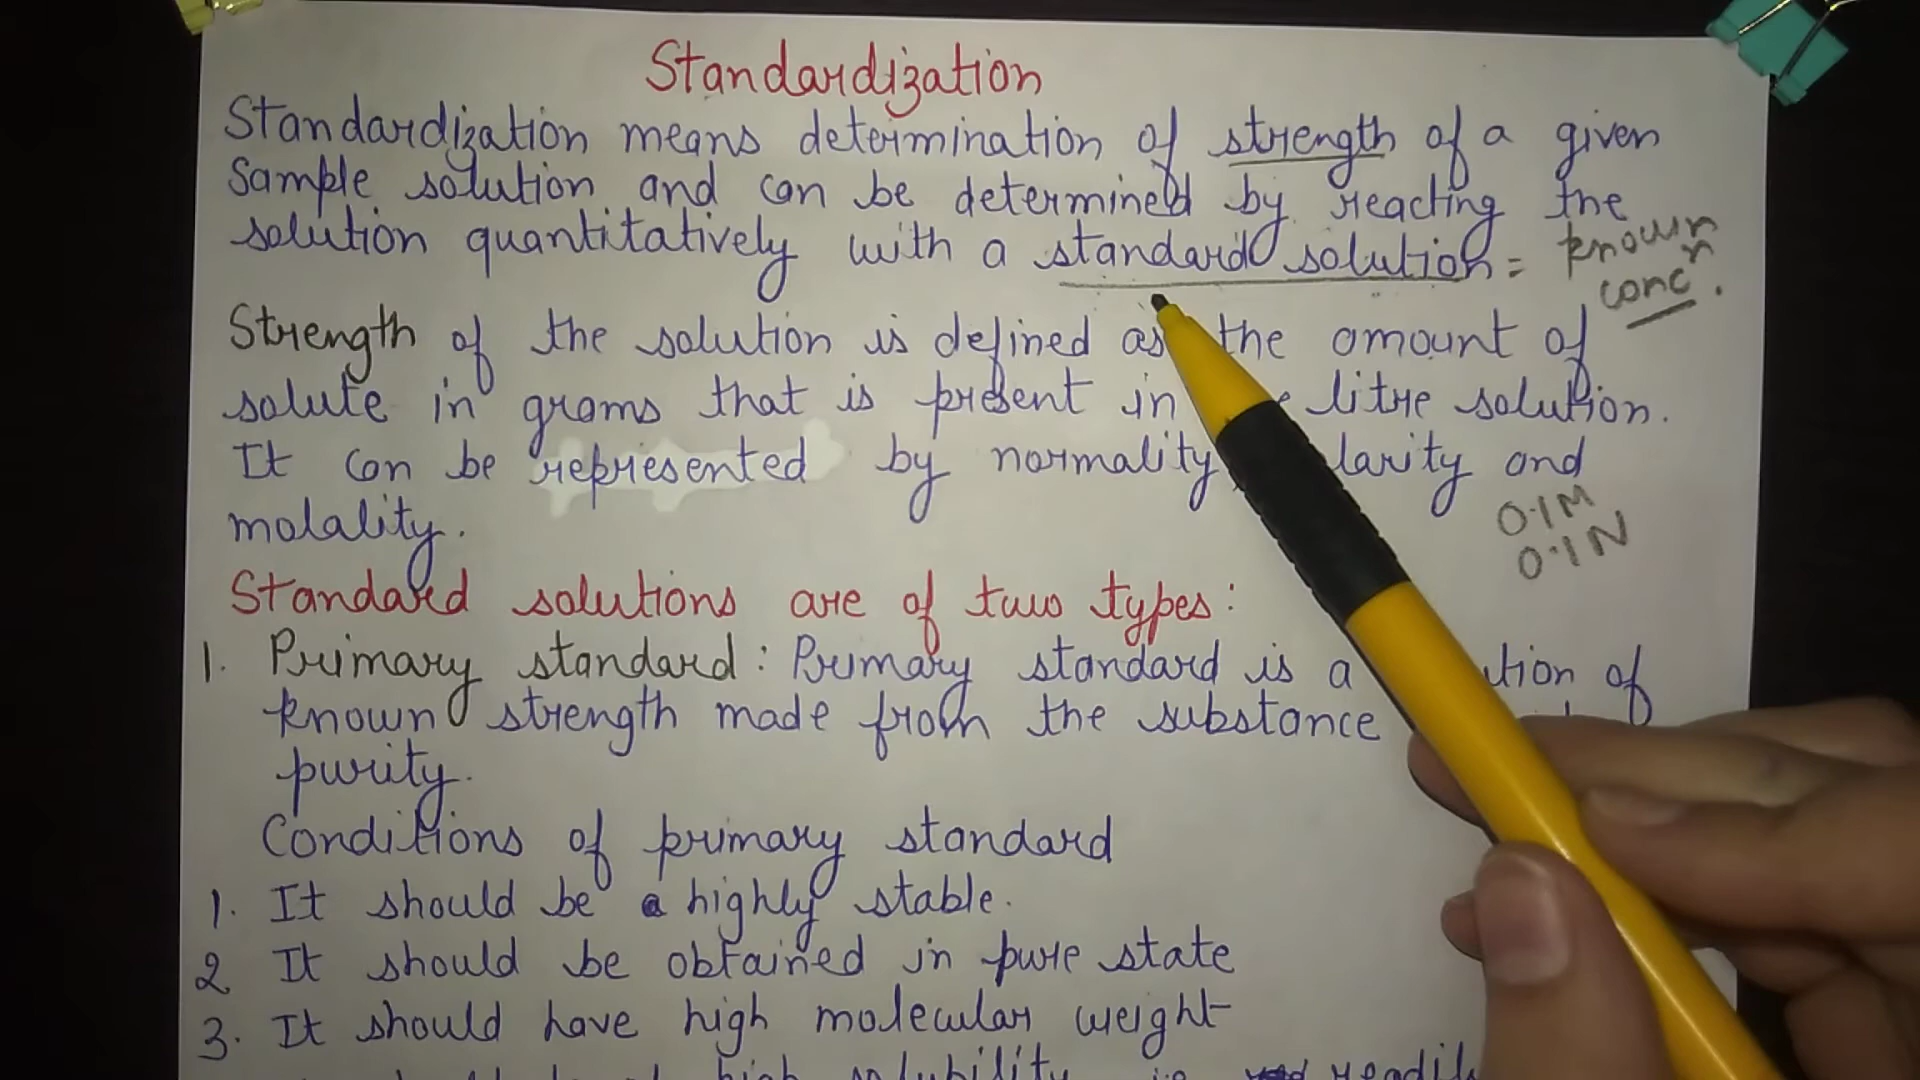 Standardization
Standardization means determination of strength of a given
Sample solution and can be determined by reacting the
solution quantitatively with a standard solution = known
concn.
Strength of the solution is defined as the amount of
solute in grams that is present in litre solution.
It can be represented by normality larity and
0.1M
molality.
0.1N
Standard solutions are of two types:
1. Primary standard: Primary standard is a ution of
known strength made from the substance
purity.
Conditions of primary standard
1. It should be a highly stable.
2 It should be obtained in pure state
3. It should have high molecular weight
high solubility